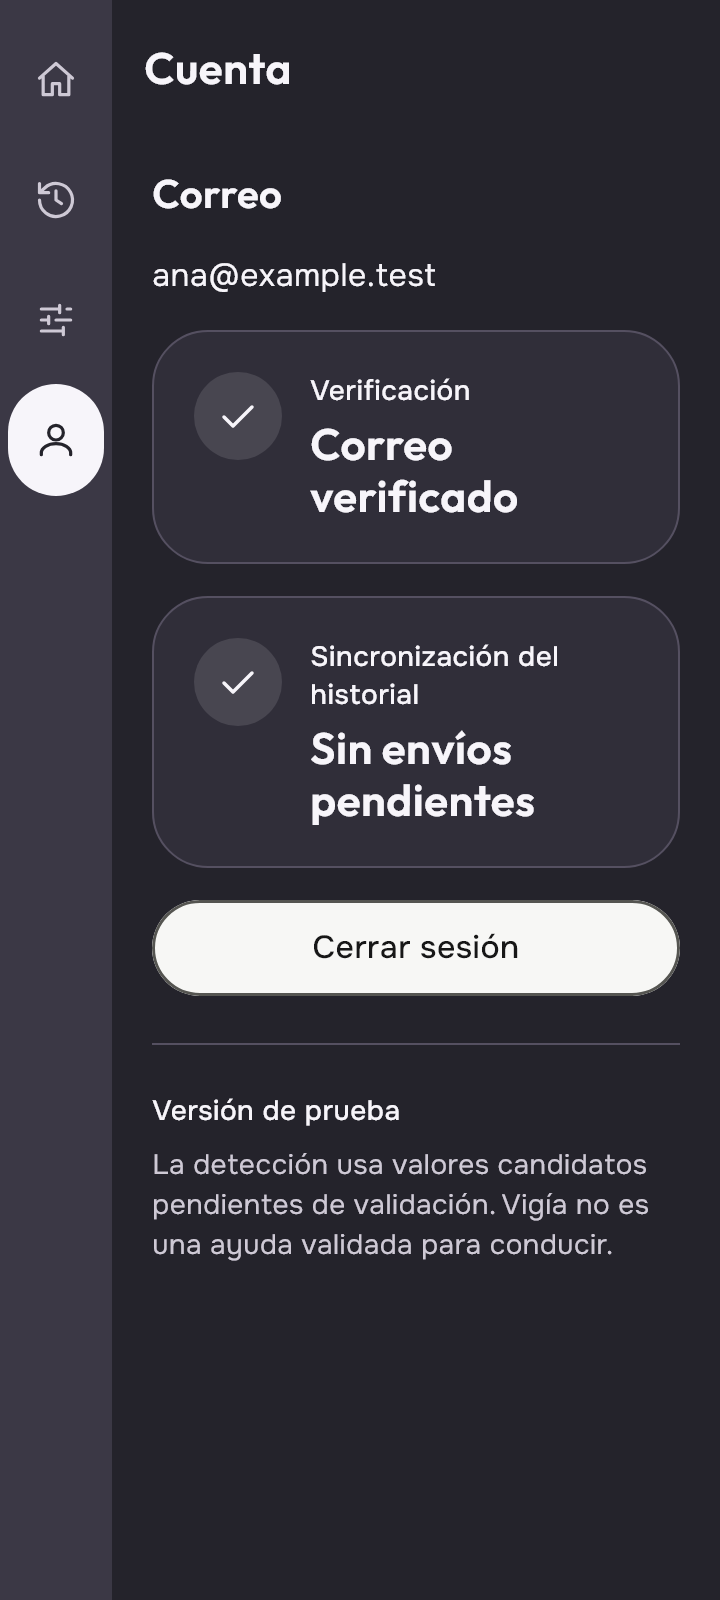 Cuenta
Correo
ana@example.test
Verificación
Correo
verificado
Sincronización del
historial
Sin envíos
pendientes
Cerrar sesión
Versión de prueba
La detección usa valores candidatos
pendientes de validación. Vigía no es
una ayuda validada para conducir.